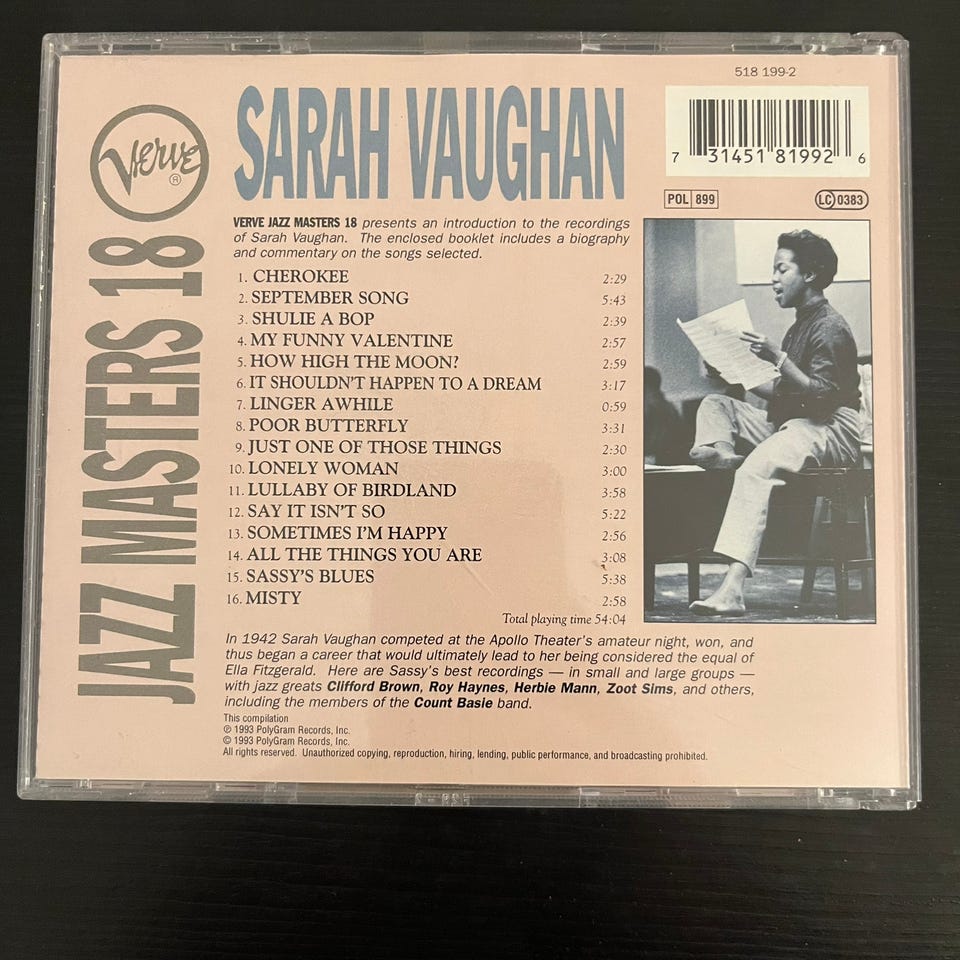 518 199-2
SARAH VAUGHAN
7 31451 81992 6
Verve ®
POL 899
LC 0383
JAZZ MASTERS 18
VERVE JAZZ MASTERS 18 presents an introduction to the recordings
of Sarah Vaughan. The enclosed booklet includes a biography
and commentary on the songs selected.
1. CHEROKEE 2:29
2. SEPTEMBER SONG 5:43
3. SHULIE A BOP 2:39
4. MY FUNNY VALENTINE 2:57
5. HOW HIGH THE MOON? 2:59
6. IT SHOULDN'T HAPPEN TO A DREAM 3:17
7. LINGER AWHILE 0:59
8. POOR BUTTERFLY 3:31
9. JUST ONE OF THOSE THINGS 2:30
10. LONELY WOMAN 3:00
11. LULLABY OF BIRDLAND 3:58
12. SAY IT ISN'T SO 5:22
13. SOMETIMES I'M HAPPY 2:56
14. ALL THE THINGS YOU ARE 3:08
15. SASSY'S BLUES 5:38
16. MISTY 2:58
Total playing time 54:04
In 1942 Sarah Vaughan competed at the Apollo Theater's amateur night, won, and
thus began a career that would ultimately lead to her being considered the equal of
Ella Fitzgerald. Here are Sassy's best recordings — in small and large groups —
with jazz greats Clifford Brown, Roy Haynes, Herbie Mann, Zoot Sims, and others,
including the members of the Count Basie band.
This compilation
℗ 1993 PolyGram Records, Inc.
© 1993 PolyGram Records, Inc.
All rights reserved. Unauthorized copying, reproduction, hiring, lending, public performance, and broadcasting prohibited.